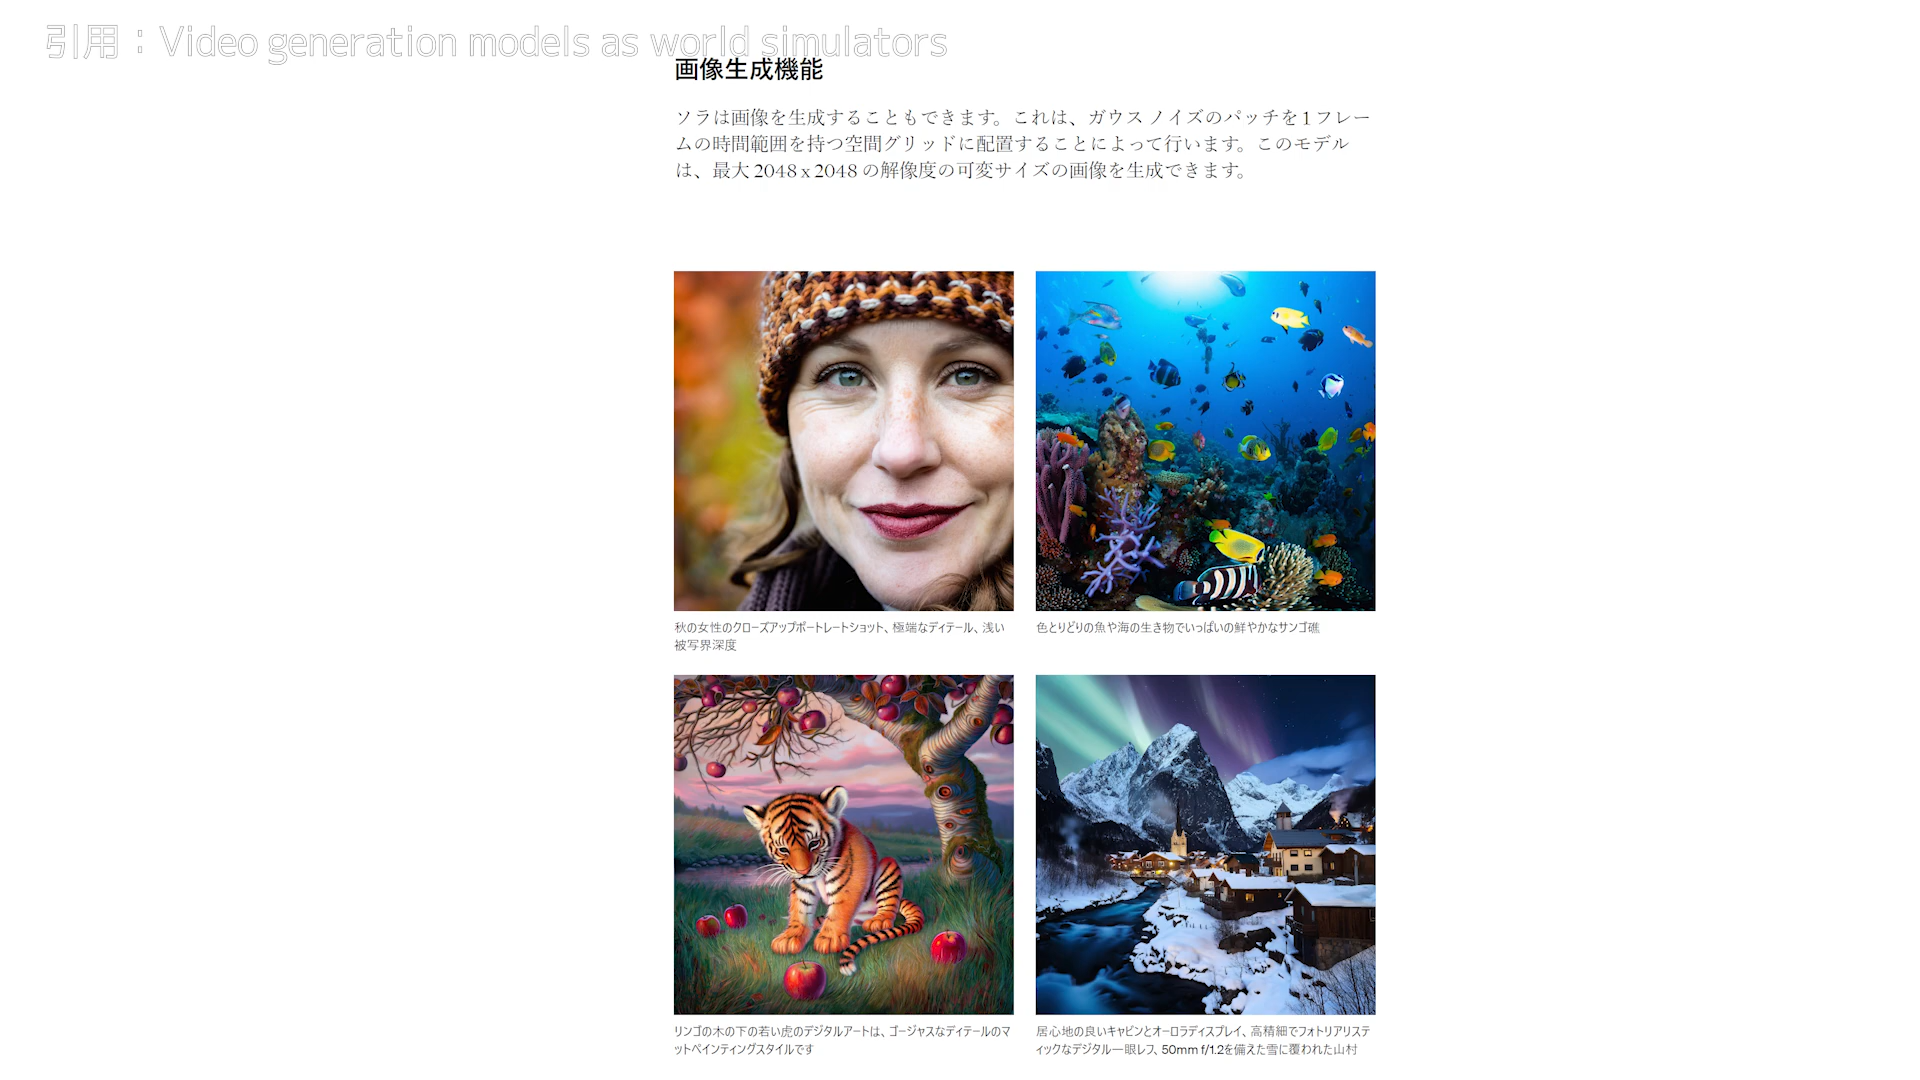 引用：Video generation models as world simulators
画像生成機能
ソラは画像を生成することもできます。これは、ガウス ノイズのパッチを 1 フレー
ムの時間範囲を持つ空間グリッドに配置することによって行います。このモデル
は、最大 2048 x 2048 の解像度の可変サイズの画像を生成できます。
秋の女性のクローズアップポートレートショット、極端なディテール、浅い
被写界深度
色とりどりの魚や海の生き物でいっぱいの鮮やかなサンゴ礁
リンゴの木の下の若い虎のデジタルアートは、ゴージャスなディテールのマ
ットペインティングスタイルです
居心地の良いキャビンとオーロラディスプレイ、高精細でフォトリアリステ
ィックなデジタル一眼レフ、50mm f/1.2を備えた雪に覆われた山村